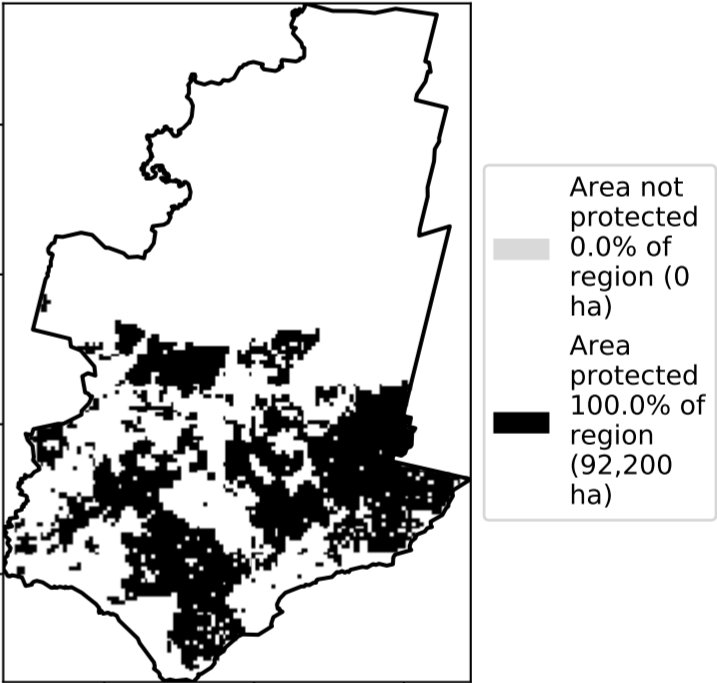 Area not
protected
0.0% of
region (0
ha)
Area
protected
100.0% of
region
(92,200
ha)